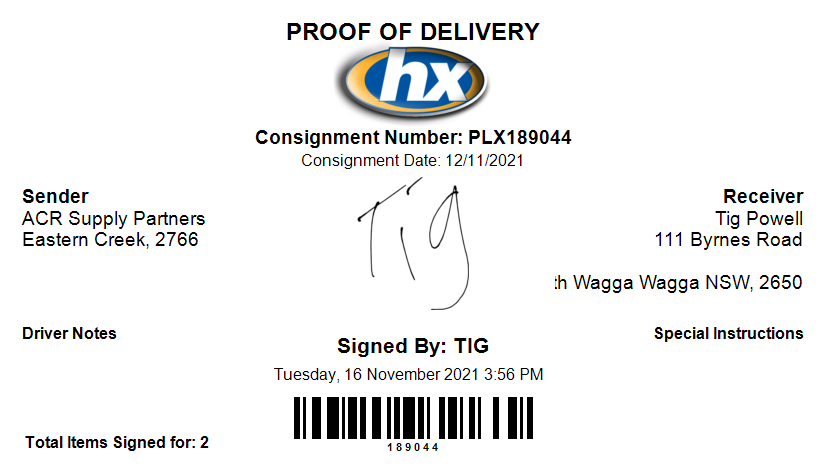 PROOF OF DELIVERY
hx
Consignment Number: PLX189044
Consignment Date: 12/11/2021
Sender
ACR Supply Partners
Eastern Creek, 2766
Tig
Receiver
Tig Powell
111 Byrnes Road
th Wagga Wagga NSW, 2650
Driver Notes
Signed By: TIG
Tuesday, 16 November 2021 3:56 PM
Special Instructions
189044
Total Items Signed for: 2